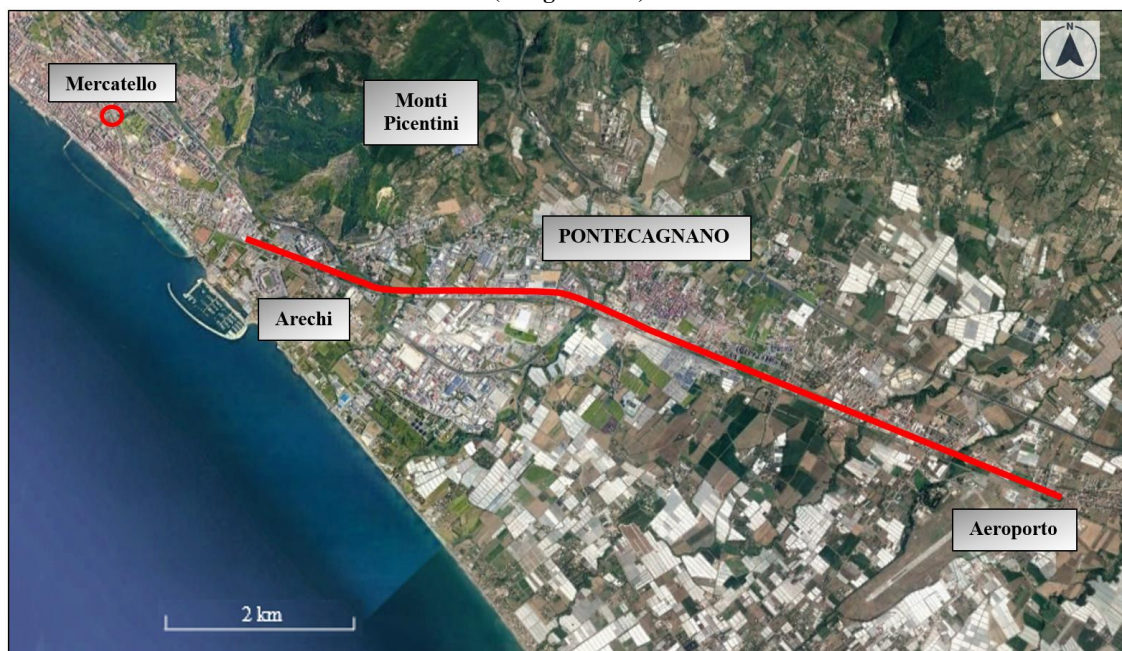 N
Mercatello
Monti
Picentini
PONTECAGNANO
Arechi
Aeroporto
2 km